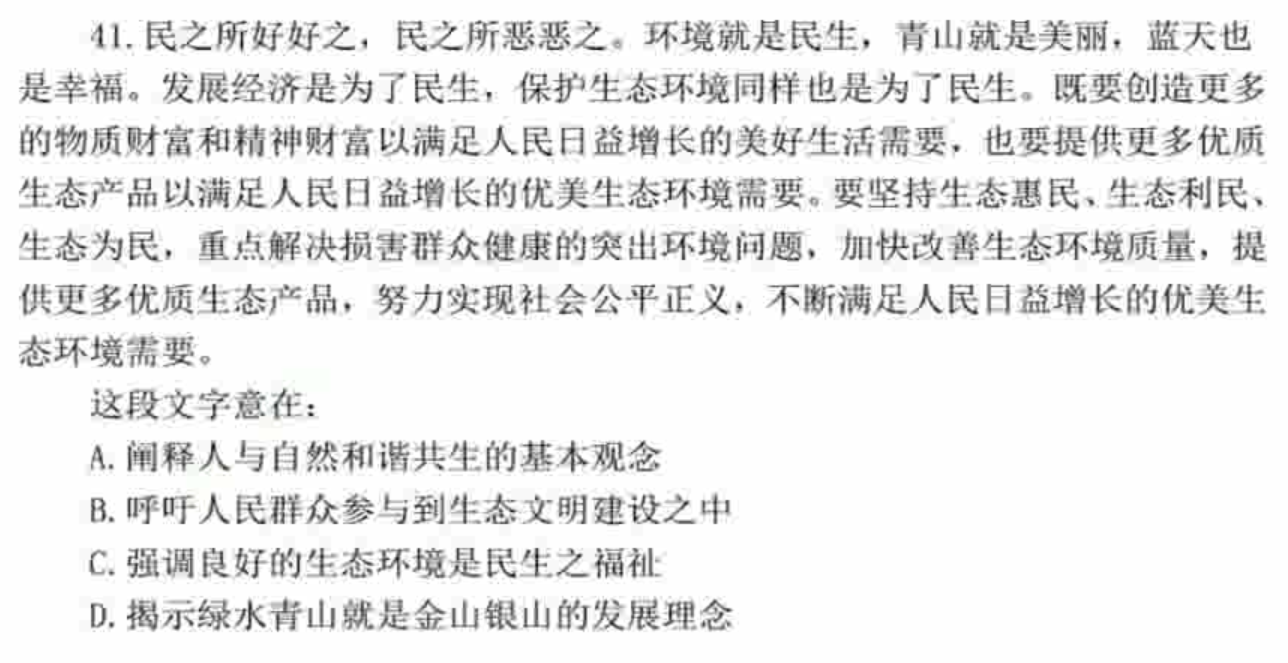 41. 民之所好好之，民之所恶恶之。环境就是民生，青山就是美丽，蓝天也
是幸福。发展经济是为了民生，保护生态环境同样也是为了民生。既要创造更多
的物质财富和精神财富以满足人民日益增长的美好生活需要，也要提供更多优质
生态产品以满足人民日益增长的优美生态环境需要。要坚持生态惠民、生态利民、
生态为民，重点解决损害群众健康的突出环境问题，加快改善生态环境质量，提
供更多优质生态产品，努力实现社会公平正义，不断满足人民日益增长的优美生
态环境需要。
这段文字意在：
A. 阐释人与自然和谐共生的基本观念
B. 呼吁人民群众参与到生态文明建设之中
C. 强调良好的生态环境是民生之福祉
D. 揭示绿水青山就是金山银山的发展理念